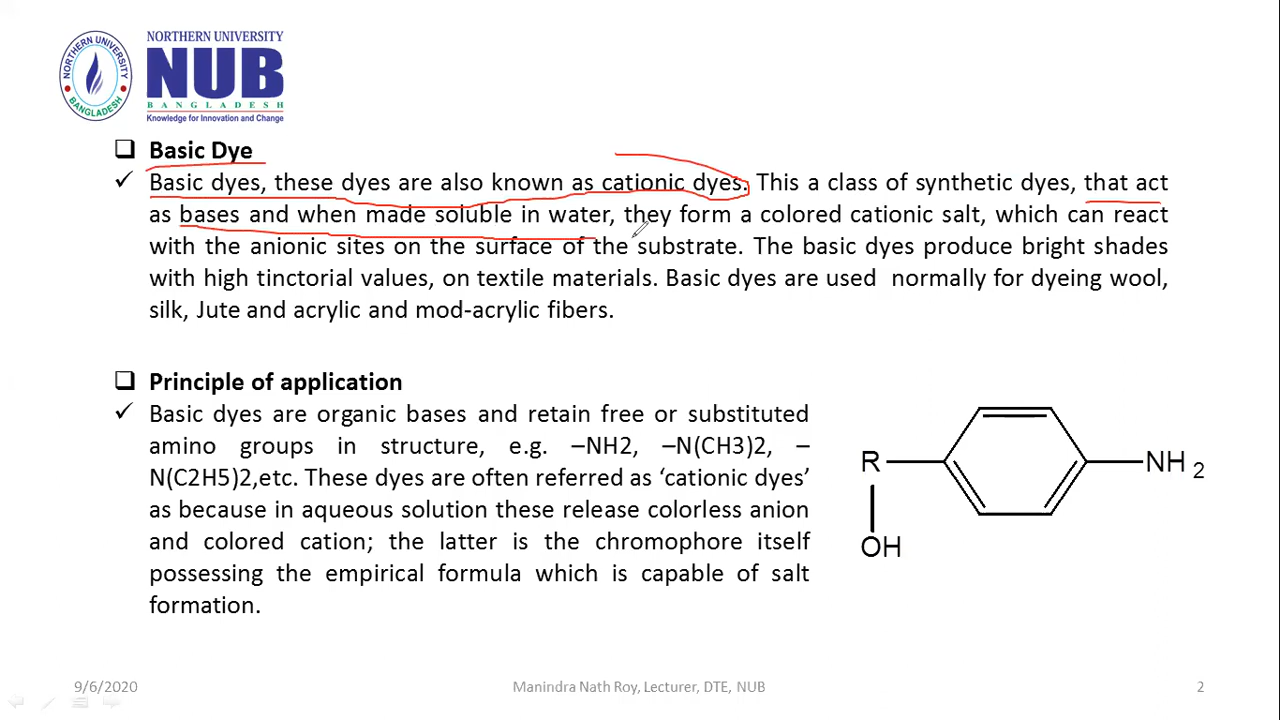 NORTHERN UNIVERSITY
NORTHERN UNIVERSITY
NUB
BANGLADESH
BANGLADESH
Knowledge for Innovation and Change
Basic Dye
Basic dyes, these dyes are also known as cationic dyes. This a class of synthetic dyes, that act
as bases and when made soluble in water, they form a colored cationic salt, which can react
with the anionic sites on the surface of the substrate. The basic dyes produce bright shades
with high tinctorial values, on textile materials. Basic dyes are used normally for dyeing wool,
silk, Jute and acrylic and mod-acrylic fibers.
Principle of application
Basic dyes are organic bases and retain free or substituted
amino groups in structure, e.g. –NH2, –N(CH3)2, –
N(C2H5)2,etc. These dyes are often referred as ‘cationic dyes’
as because in aqueous solution these release colorless anion
and colored cation; the latter is the chromophore itself
possessing the empirical formula which is capable of salt
formation.
R
NH 2
OH
9/6/2020
Manindra Nath Roy, Lecturer, DTE, NUB
2